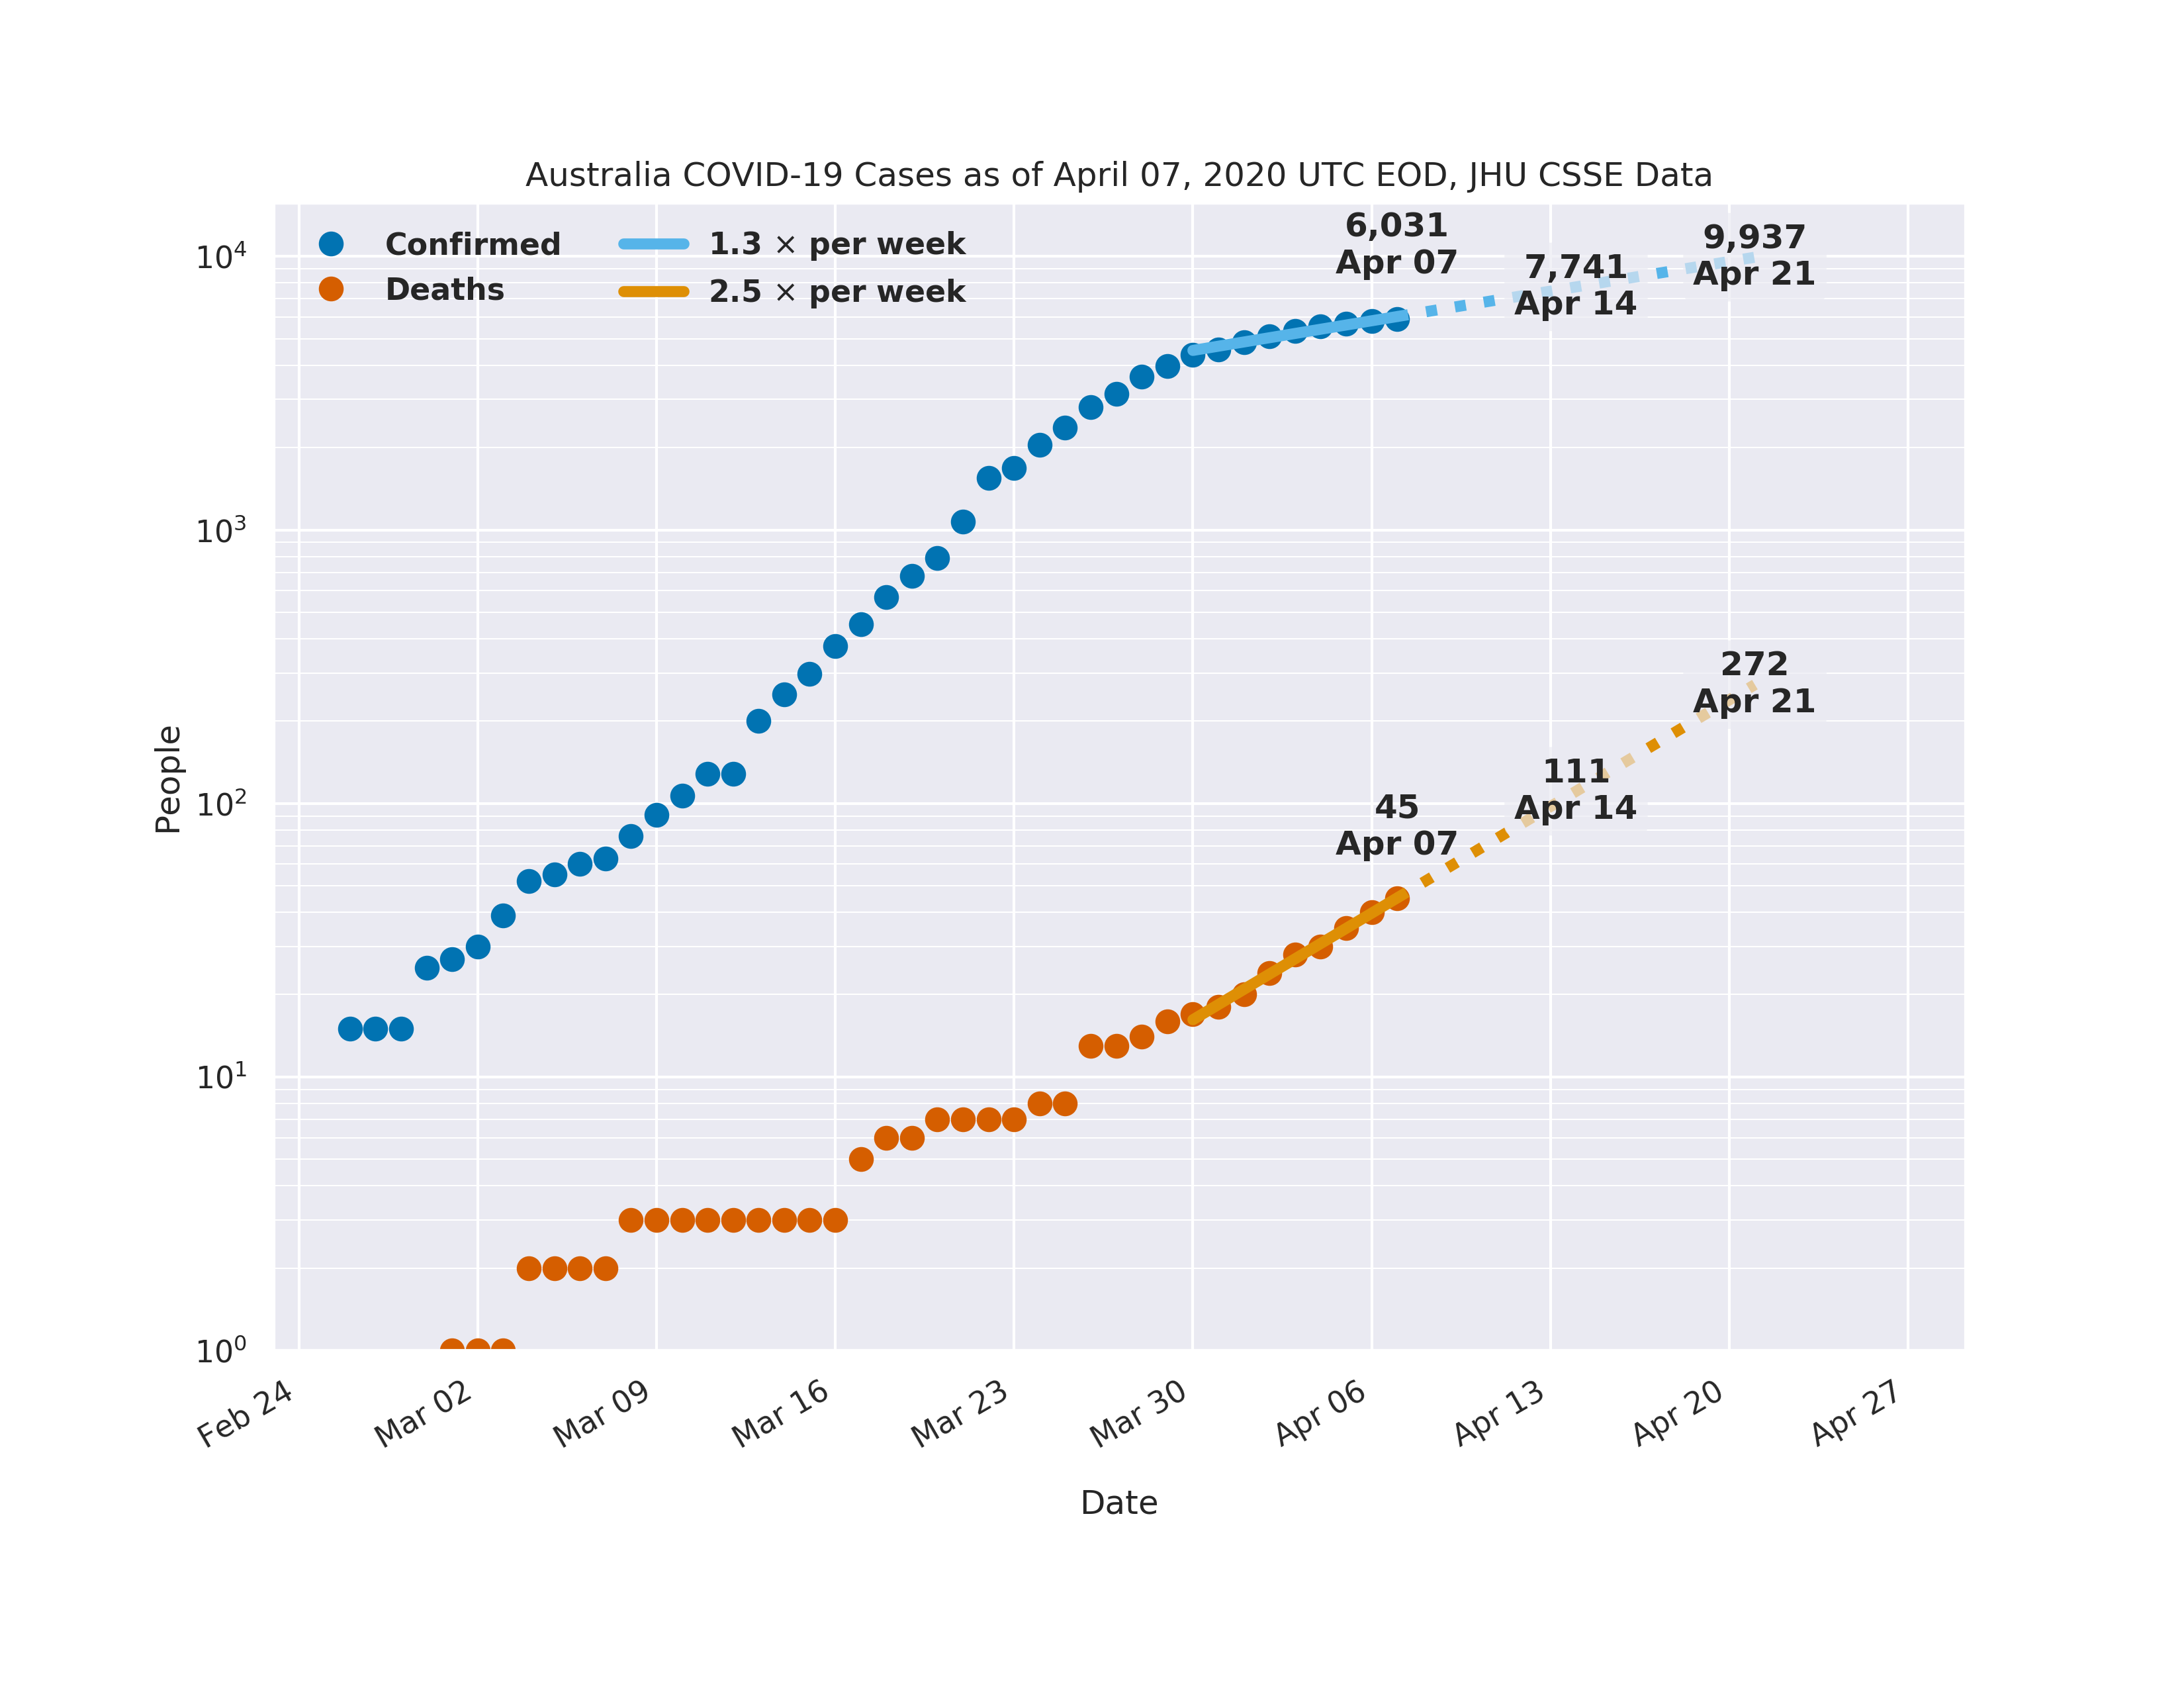 Australia COVID-19 Cases as of April 07, 2020 UTC EOD, JHU CSSE Data
Confirmed
Deaths
1.3 × per week
2.5 × per week
6,031
Apr 07
7,741
Apr 14
9,937
Apr 21
272
Apr 21
111
Apr 14
45
Apr 07
People
10⁴
10³
10²
10¹
10⁰
Feb 24
Mar 02
Mar 09
Mar 16
Mar 23
Mar 30
Apr 06
Apr 13
Apr 20
Apr 27
Date